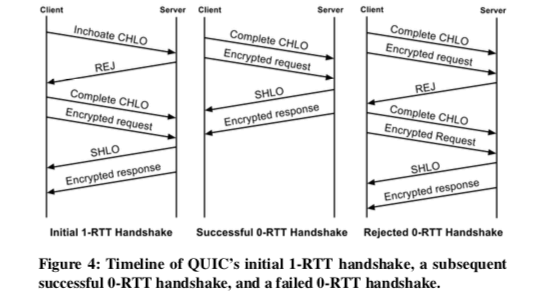 Client Server
Inchoate CHLO
REJ
Complete CHLO
Encrypted request
SHLO
Encrypted response
Initial 1-RTT Handshake
Client Server
Complete CHLO
Encrypted request
SHLO
Encrypted response
Successful 0-RTT Handshake
Client Server
Complete CHLO
Encrypted request
REJ
Complete CHLO
Encrypted Request
SHLO
Encrypted response
Rejected 0-RTT Handshake
Figure 4: Timeline of QUIC's initial 1-RTT handshake, a subsequent
successful 0-RTT handshake, and a failed 0-RTT handshake.